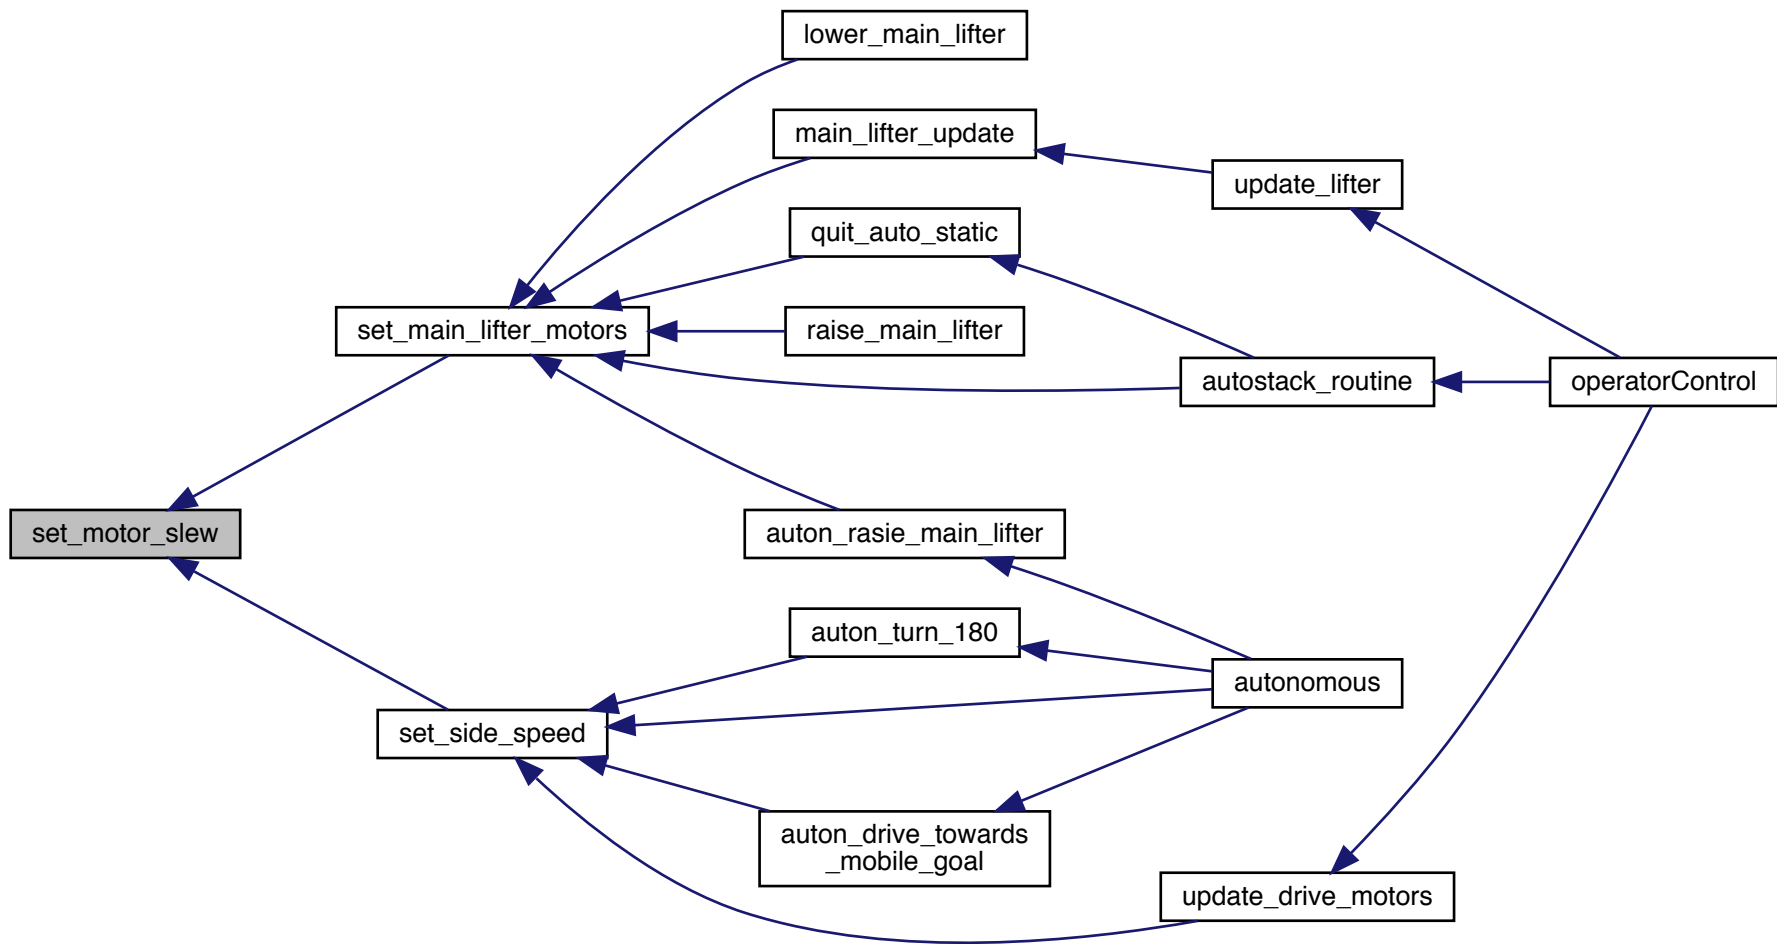 lower_main_lifter
main_lifter_update
update_lifter
quit_auto_static
set_main_lifter_motors
raise_main_lifter
autostack_routine
operatorControl
set_motor_slew
auton_rasie_main_lifter
auton_turn_180
autonomous
set_side_speed
auton_drive_towards
_mobile_goal
update_drive_motors